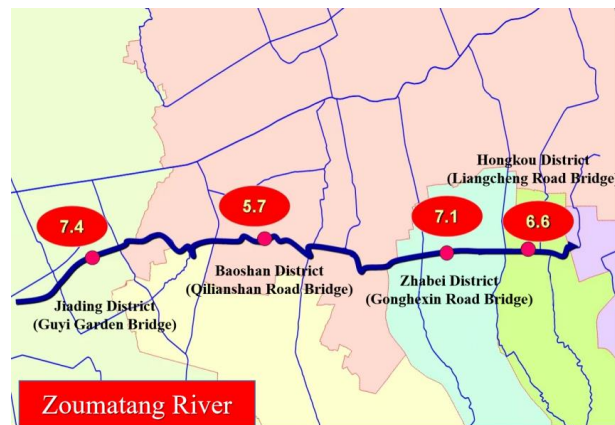 Hongkou District
(Liangcheng Road Bridge)
7.4
5.7
7.1
6.6
Baoshan District
(Qilianshan Road Bridge)
Zhabei District
(Gonghexin Road Bridge)
Jiading District
(Guyi Garden Bridge)
Zoumatang River